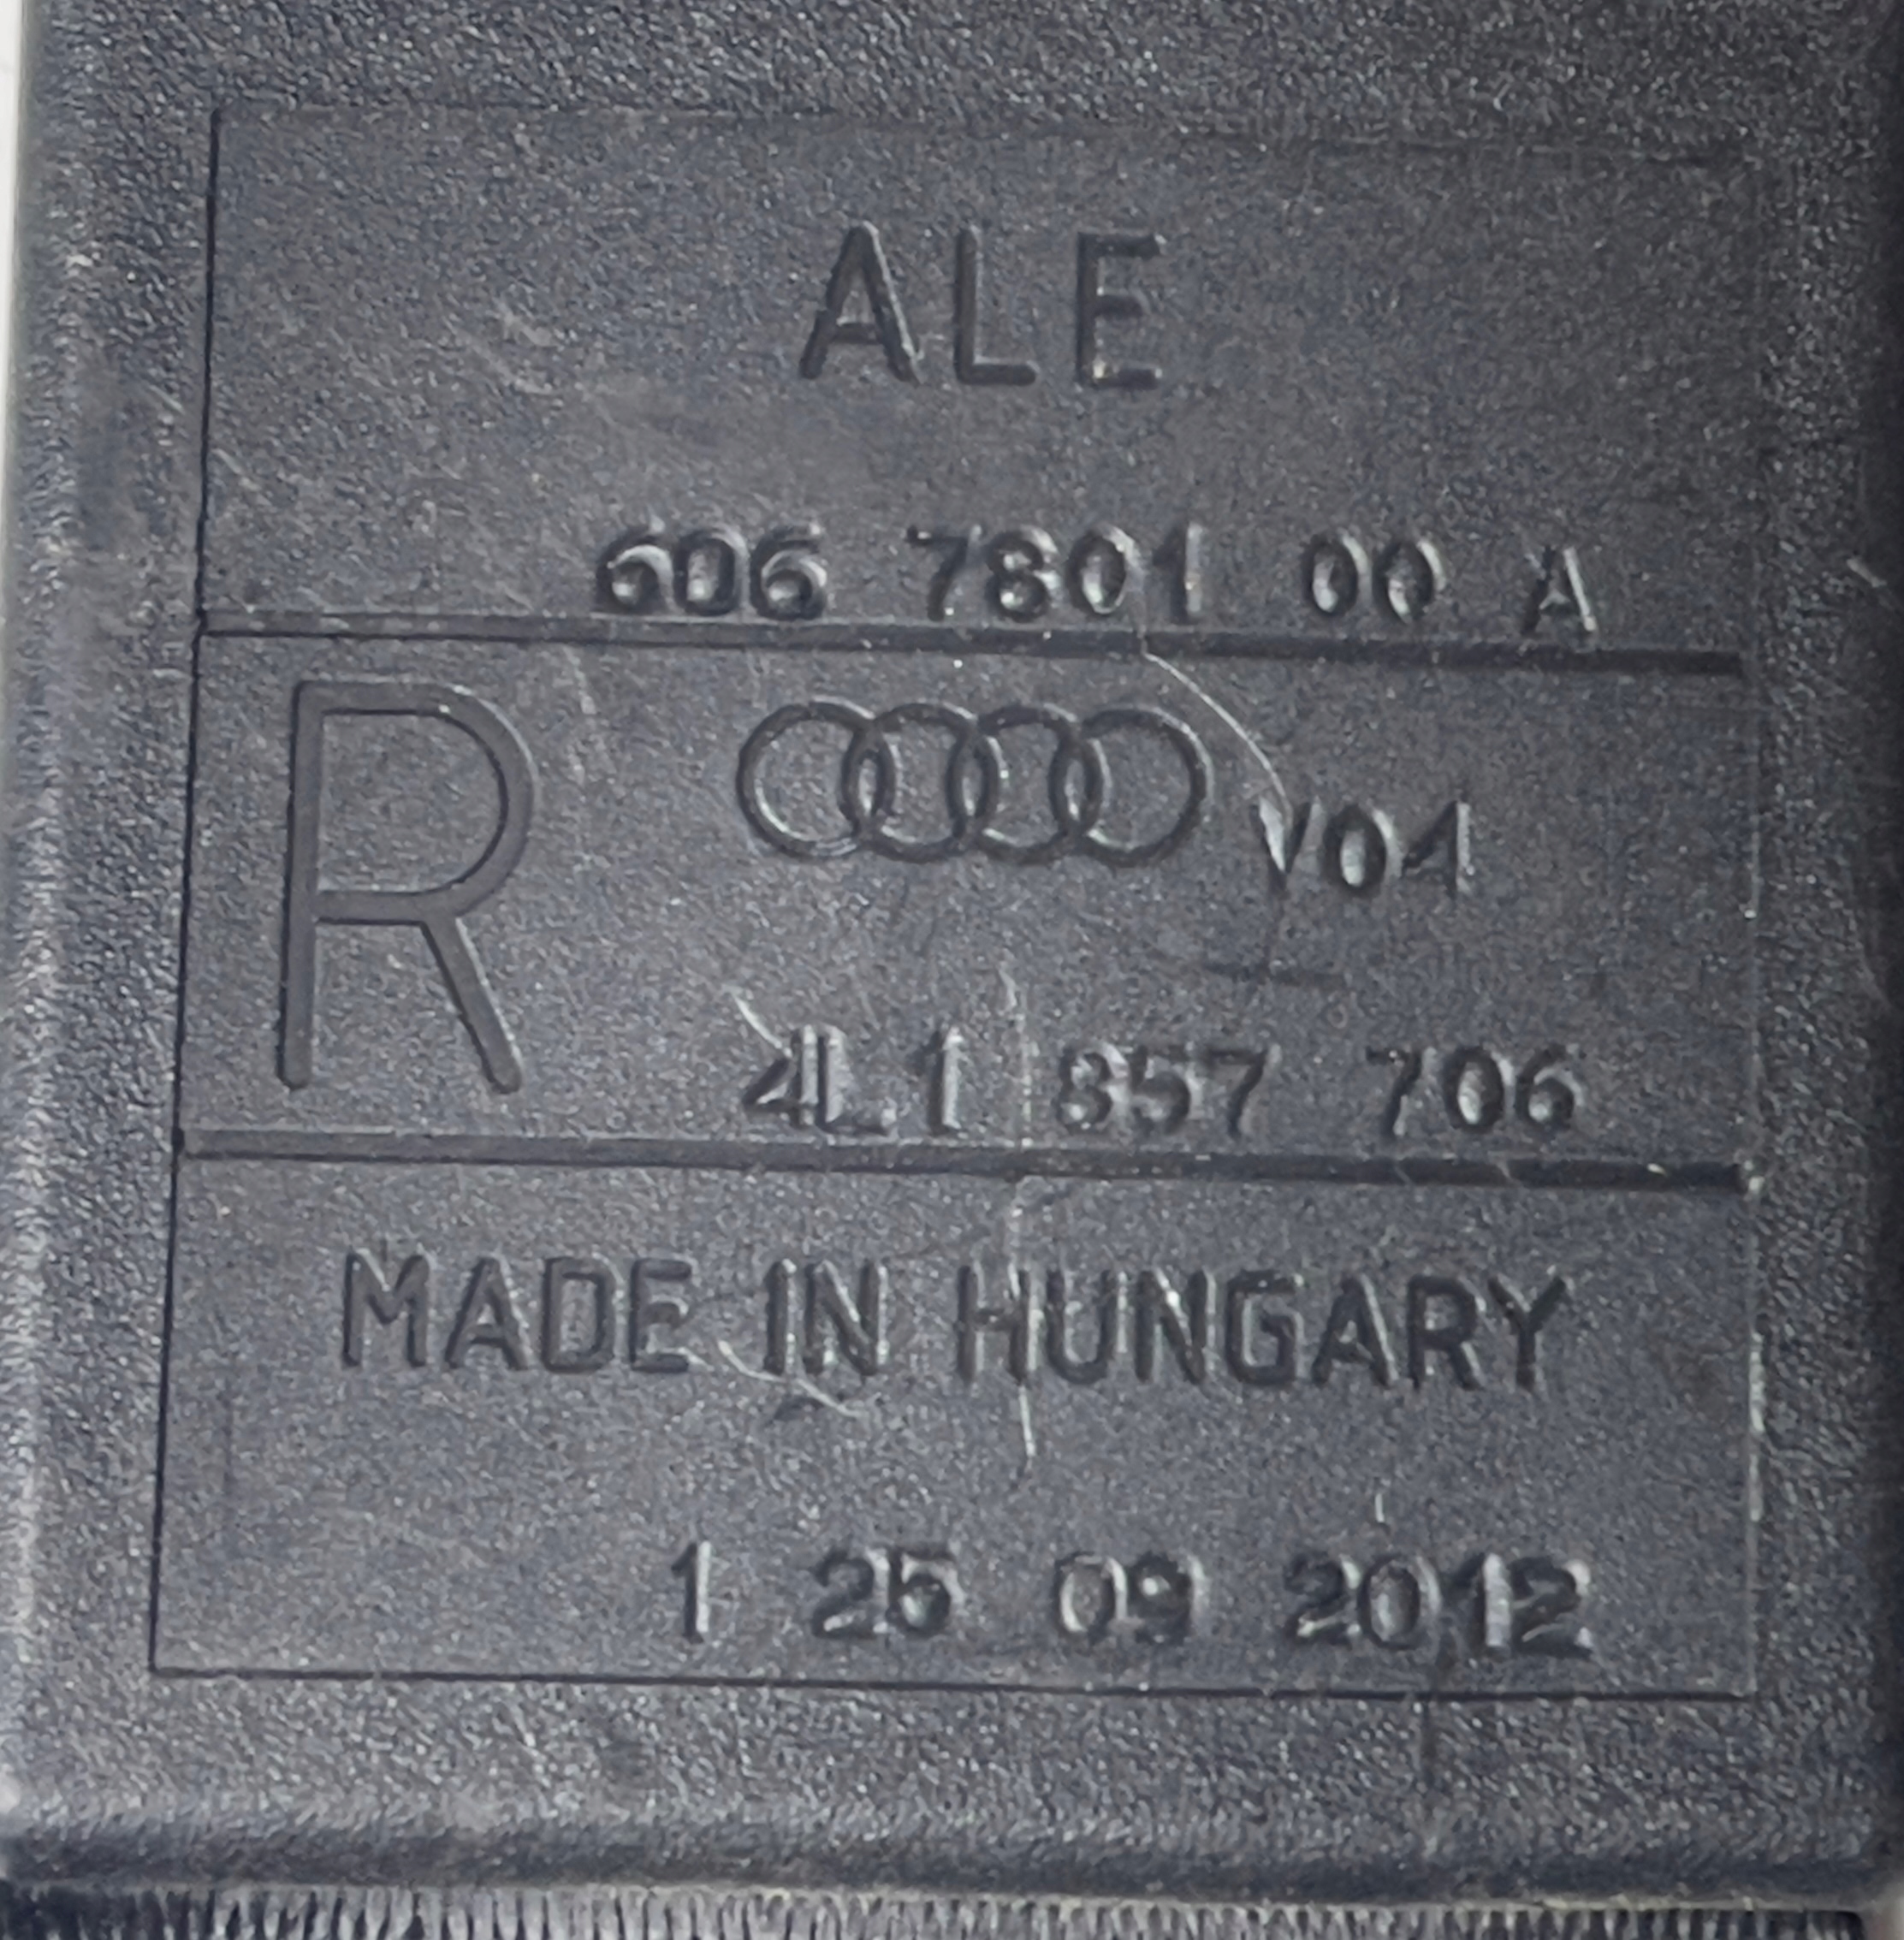 ALE
606 7801 00 A
R
V04
4L1 857 706
MADE IN HUNGARY
1 25 09 2012